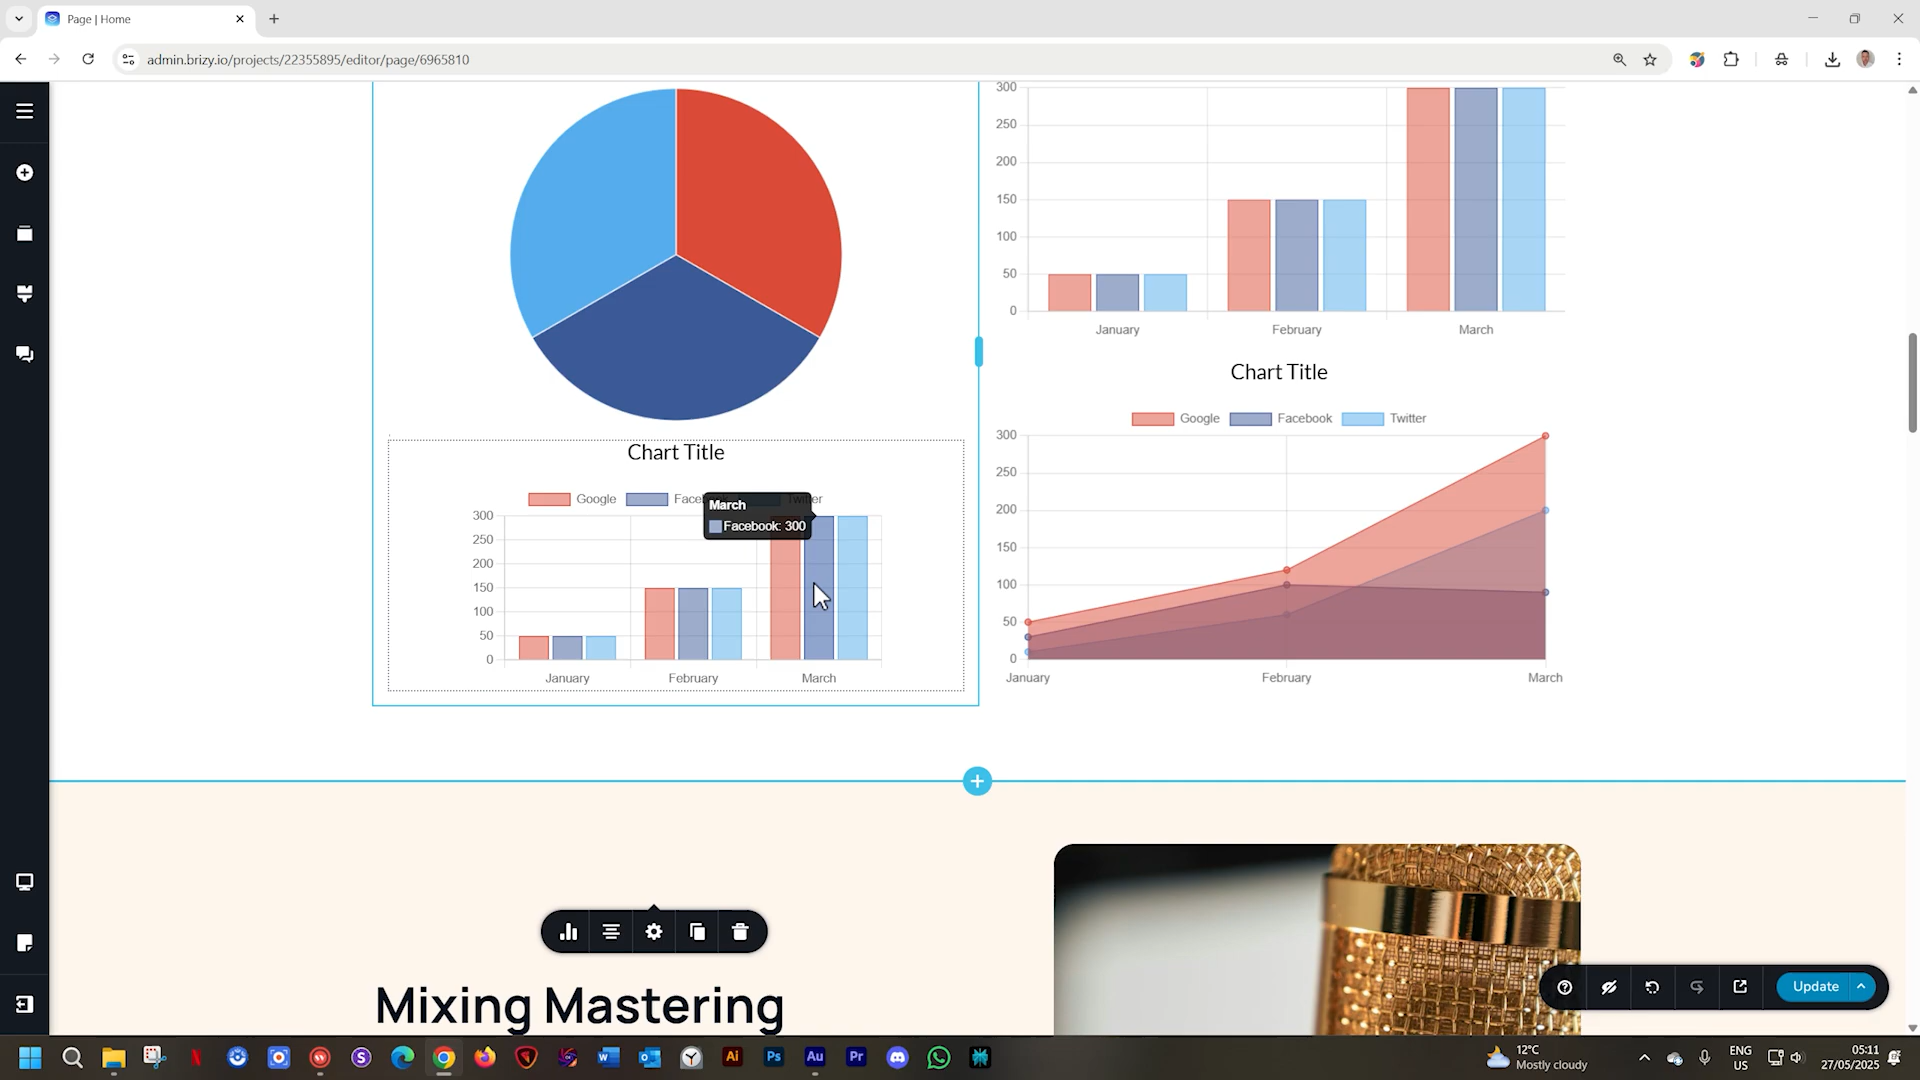 Page | Home
admin.brizy.io/projects/22355895/editor/page/6965810
300
250
200
150
100
50
0
January
February
March
Chart Title
Google
Facebook
Twitter
300
250
200
150
100
50
0
January
February
March
Chart Title
Google
Twitter
March
Facebook: 300
300
250
200
150
100
50
0
January
February
March
Mixing Mastering
Update
12°C
Mostly cloudy
ENG
US
05:11
27/05/2025